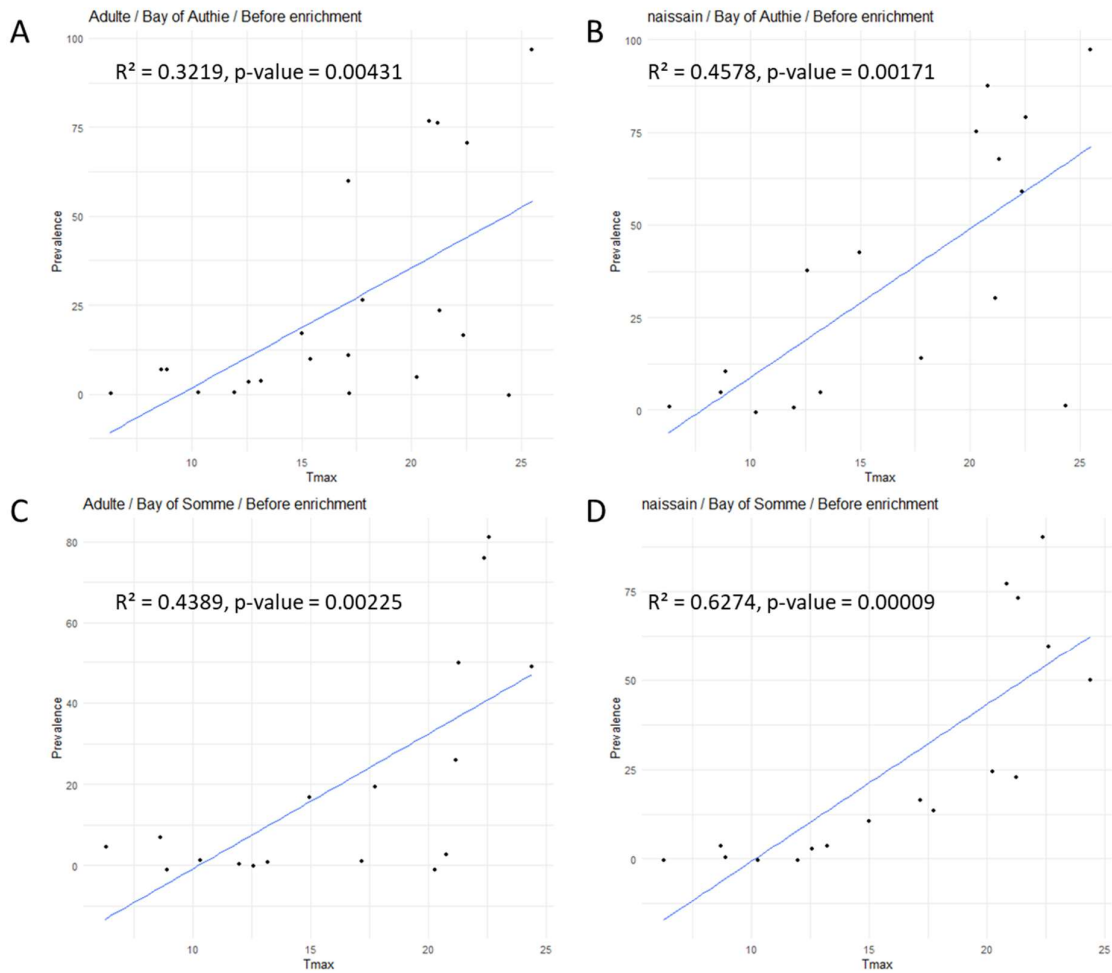 A
Adulte / Bay of Authie / Before enrichment
R² = 0.3219, p-value = 0.00431
100
75
50
25
0
Prevalence
10 15 20 25
Tmax
B
naissain / Bay of Authie / Before enrichment
R² = 0.4578, p-value = 0.00171
100
75
50
25
0
Prevalence
10 15 20 25
Tmax
C
Adulte / Bay of Somme / Before enrichment
R² = 0.4389, p-value = 0.00225
80
60
40
20
0
Prevalence
10 15 20 25
Tmax
D
naissain / Bay of Somme / Before enrichment
R² = 0.6274, p-value = 0.00009
75
50
25
0
Prevalence
10 15 20 25
Tmax